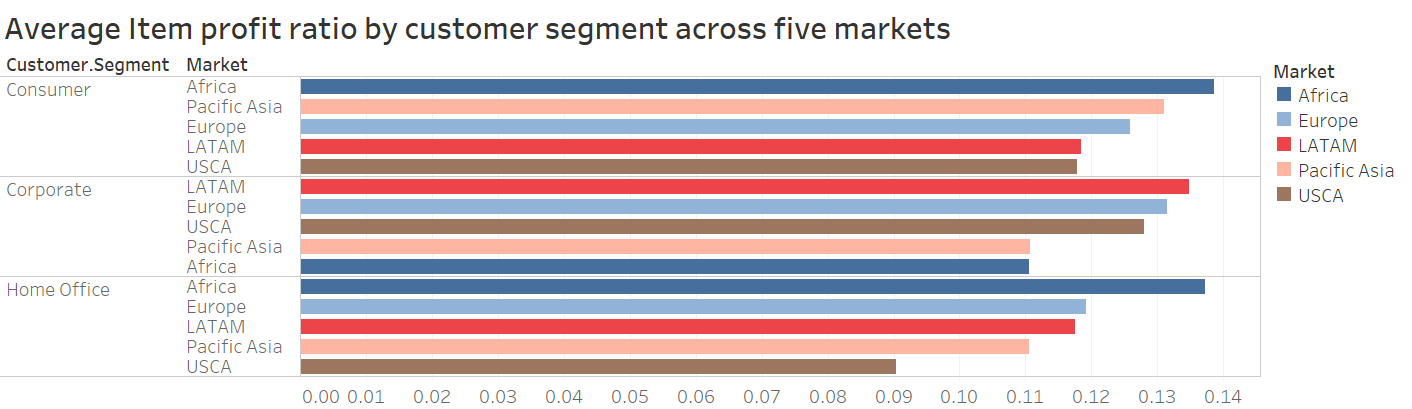 Average Item profit ratio by customer segment across five markets
Customer.Segment Market
Consumer Africa
Pacific Asia
Europe
LATAM
USCA
Corporate LATAM
Europe
USCA
Pacific Asia
Africa
Home Office Africa
Europe
LATAM
Pacific Asia
USCA
0.00 0.01 0.02 0.03 0.04 0.05 0.06 0.07 0.08 0.09 0.10 0.11 0.12 0.13 0.14
Market
Africa
Europe
LATAM
Pacific Asia
USCA